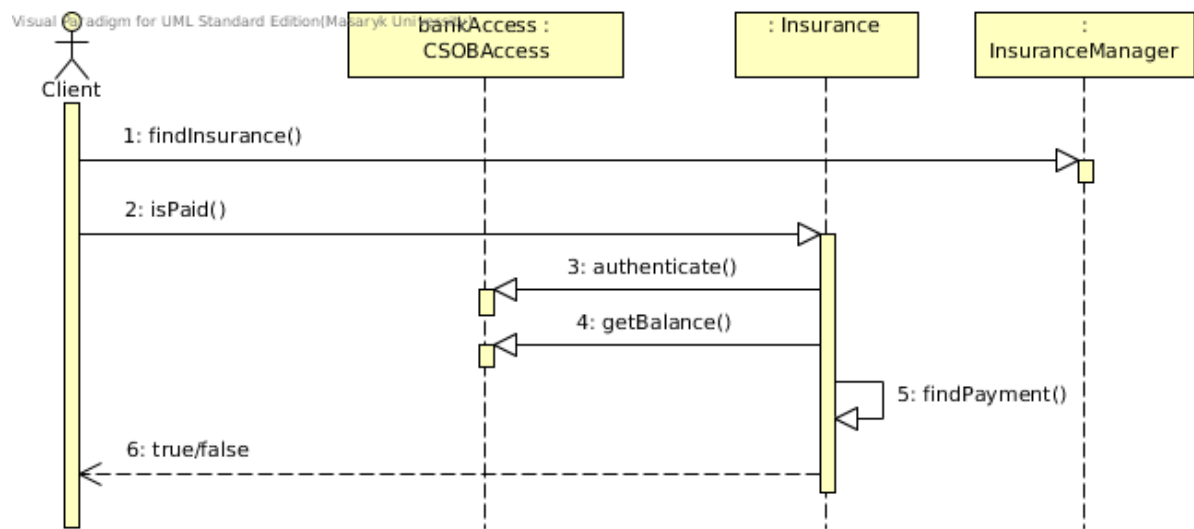 Visual Paradigm for UML Standard Edition(Masaryk University)
bankAccess :
CSOBAccess
: Insurance
:
InsuranceManager
Client
1: findInsurance()
2: isPaid()
3: authenticate()
4: getBalance()
5: findPayment()
6: true/false